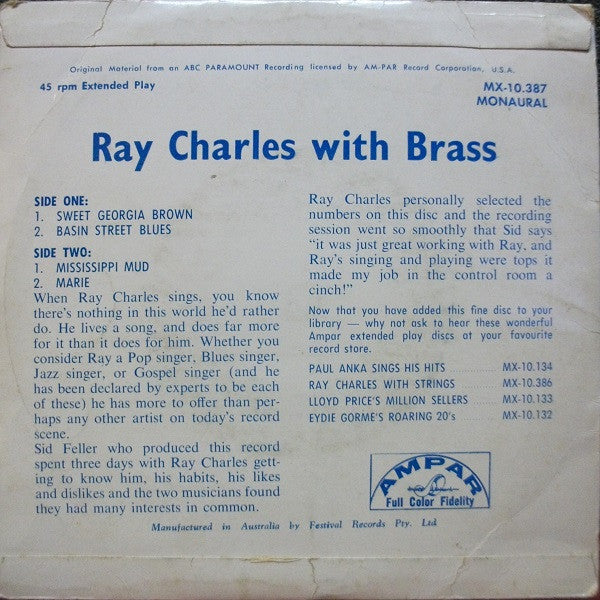 Original Material from an ABC PARAMOUNT Recording licensed by AM-PAR Record Corporation, U.S.A.
45 rpm Extended Play
MX-10.387
MONAURAL
Ray Charles with Brass
SIDE ONE:
1. SWEET GEORGIA BROWN
2. BASIN STREET BLUES
SIDE TWO:
1. MISSISSIPPI MUD
2. MARIE
When Ray Charles sings, you know
there's nothing in this world he'd rather
do. He lives a song, and does far more
for it than it does for him. Whether you
consider Ray a Pop singer, Blues singer,
Jazz singer, or Gospel singer (and he
has been declared by experts to be each
of these) he has more to offer than per-
haps any other artist on today's record
scene.
Sid Feller who produced this record
spent three days with Ray Charles gett-
ing to know him, his habits, his likes
and dislikes and the two musicians found
they had many interests in common.
Ray Charles personally selected the
numbers on this disc and the recording
session went so smoothly that Sid says
"it was just great working with Ray, and
Ray's singing and playing were tops it
made my job in the control room a
cinch!"
Now that you have added this fine disc to your
library — why not ask to hear these wonderful
Ampar extended play discs at your favourite
record store.
PAUL ANKA SINGS HIS HITS ........ MX-10.134
RAY CHARLES WITH STRINGS ........ MX-10.386
LLOYD PRICE'S MILLION SELLERS .... MX-10.133
EYDIE GORME'S ROARING 20's ....... MX-10.132
AMPAR
Full Color Fidelity
Manufactured in Australia by Festival Records Pty. Ltd